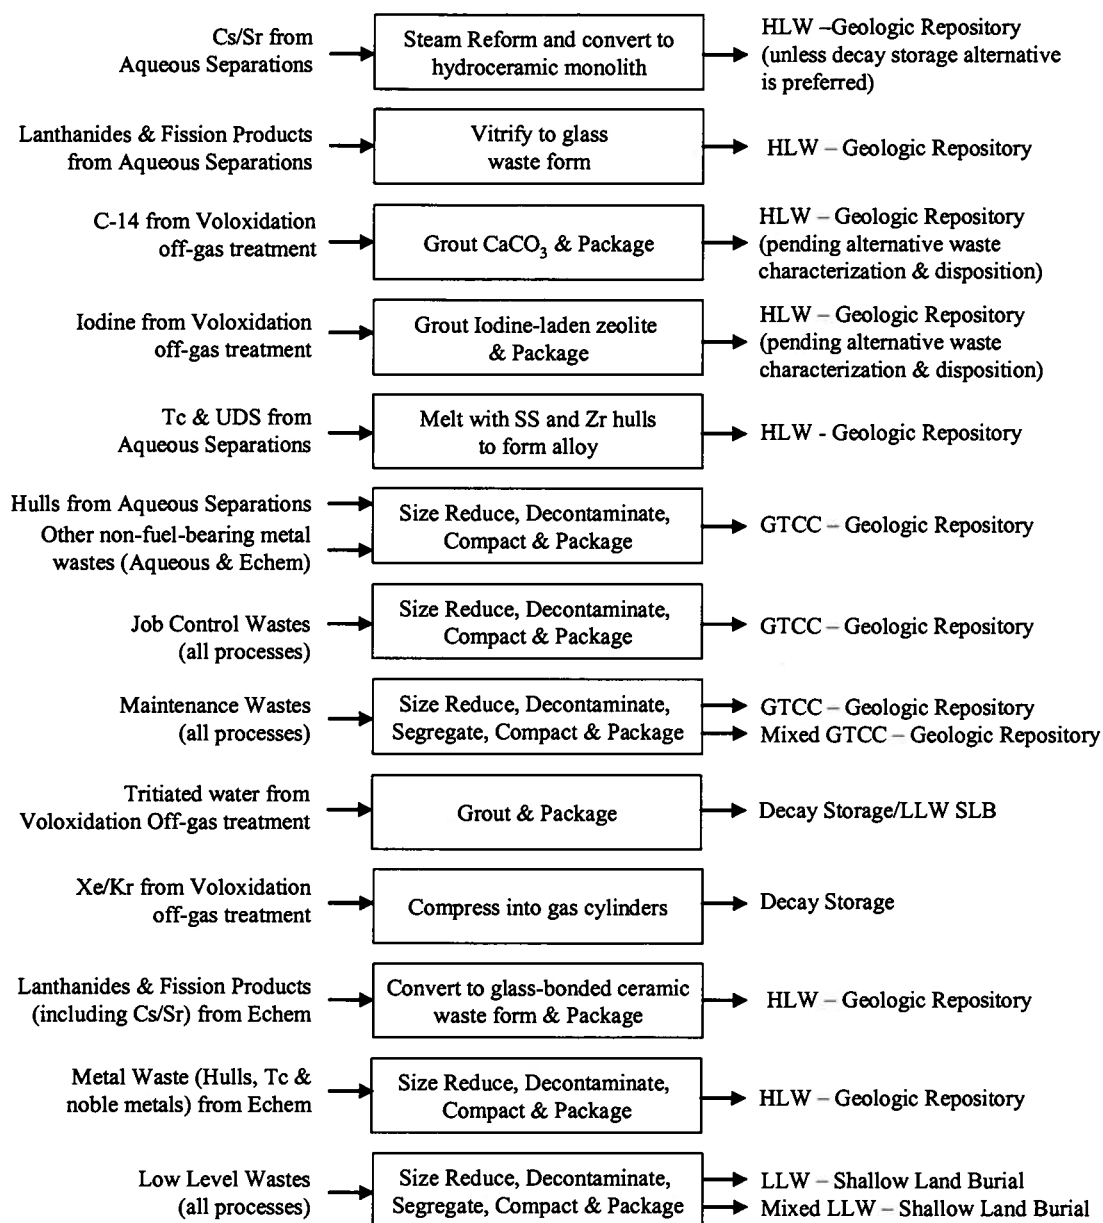 Cs/Sr from
Aqueous Separations
Steam Reform and convert to
hydroceramic monolith
HLW –Geologic Repository
(unless decay storage alternative
is preferred)
Lanthanides & Fission Products
from Aqueous Separations
Vitrify to glass
waste form
HLW – Geologic Repository
C-14 from Voloxidation
off-gas treatment
Grout CaCO₃ & Package
HLW – Geologic Repository
(pending alternative waste
characterization & disposition)
Iodine from Voloxidation
off-gas treatment
Grout Iodine-laden zeolite
& Package
HLW – Geologic Repository
(pending alternative waste
characterization & disposition)
Tc & UDS from
Aqueous Separations
Melt with SS and Zr hulls
to form alloy
HLW - Geologic Repository
Hulls from Aqueous Separations
Other non-fuel-bearing metal
wastes (Aqueous & Echem)
Size Reduce, Decontaminate,
Compact & Package
GTCC – Geologic Repository
Job Control Wastes
(all processes)
Size Reduce, Decontaminate,
Compact & Package
GTCC – Geologic Repository
Maintenance Wastes
(all processes)
Size Reduce, Decontaminate,
Segregate, Compact & Package
GTCC – Geologic Repository
Mixed GTCC – Geologic Repository
Tritiated water from
Voloxidation Off-gas treatment
Grout & Package
Decay Storage/LLW SLB
Xe/Kr from Voloxidation
off-gas treatment
Compress into gas cylinders
Decay Storage
Lanthanides & Fission Products
(including Cs/Sr) from Echem
Convert to glass-bonded ceramic
waste form & Package
HLW – Geologic Repository
Metal Waste (Hulls, Tc &
noble metals) from Echem
Size Reduce, Decontaminate,
Compact & Package
HLW – Geologic Repository
Low Level Wastes
(all processes)
Size Reduce, Decontaminate,
Segregate, Compact & Package
LLW – Shallow Land Burial
Mixed LLW – Shallow Land Burial